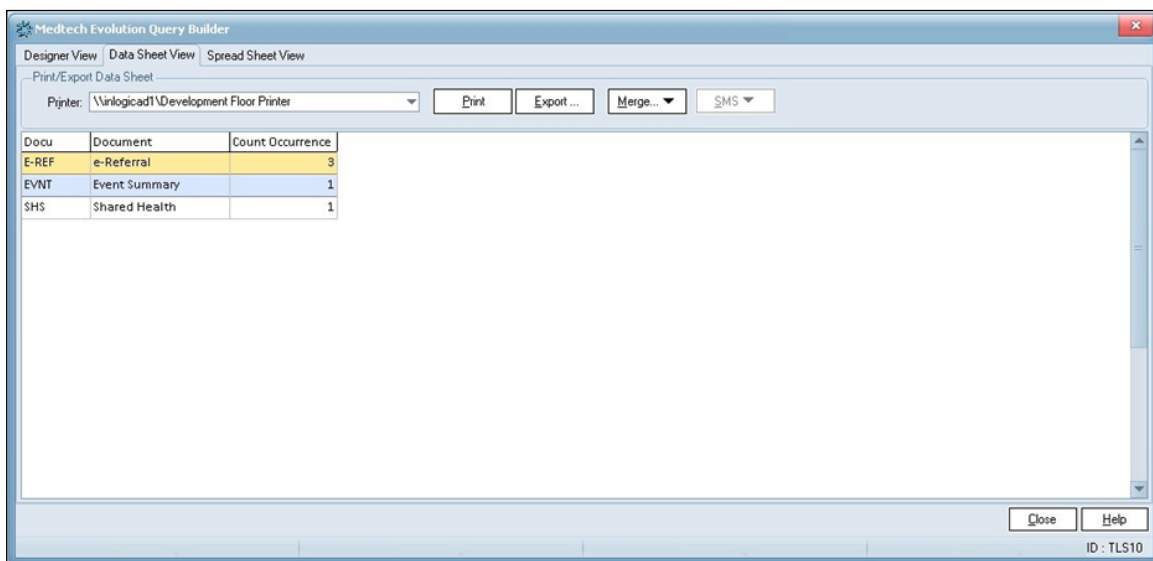 Medtech Evolution Query Builder
Designer View Data Sheet View Spread Sheet View
Print/Export Data Sheet
Printer: \\inlogicad1\Development Floor Printer Print Export ... Merge... SMS
Docu Document Count Occurrence
E-REF e-Referral 3
EVNT Event Summary 1
SHS Shared Health 1
Close Help
ID : TLS10